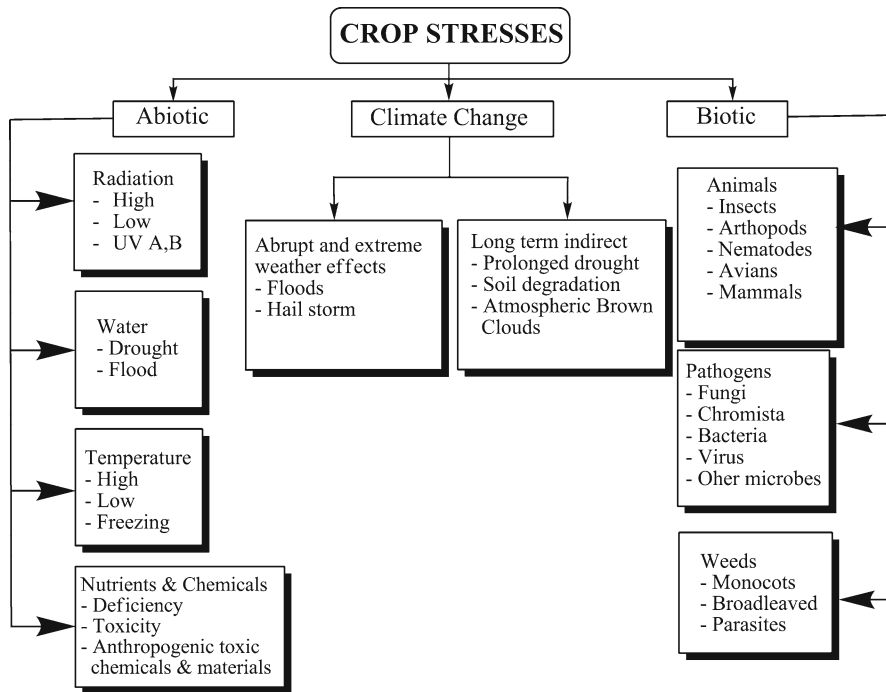 CROP STRESSES
Abiotic
Climate Change
Biotic
Radiation
- High
- Low
- UV A,B
Water
- Drought
- Flood
Temperature
- High
- Low
- Freezing
Nutrients & Chemicals
- Deficiency
- Toxicity
- Anthropogenic toxic
chemicals & materials
Abrupt and extreme
weather effects
- Floods
- Hail storm
Long term indirect
- Prolonged drought
- Soil degradation
- Atmospheric Brown
Clouds
Animals
- Insects
- Arthopods
- Nematodes
- Avians
- Mammals
Pathogens
- Fungi
- Chromista
- Bacteria
- Virus
- Oher microbes
Weeds
- Monocots
- Broadleaved
- Parasites